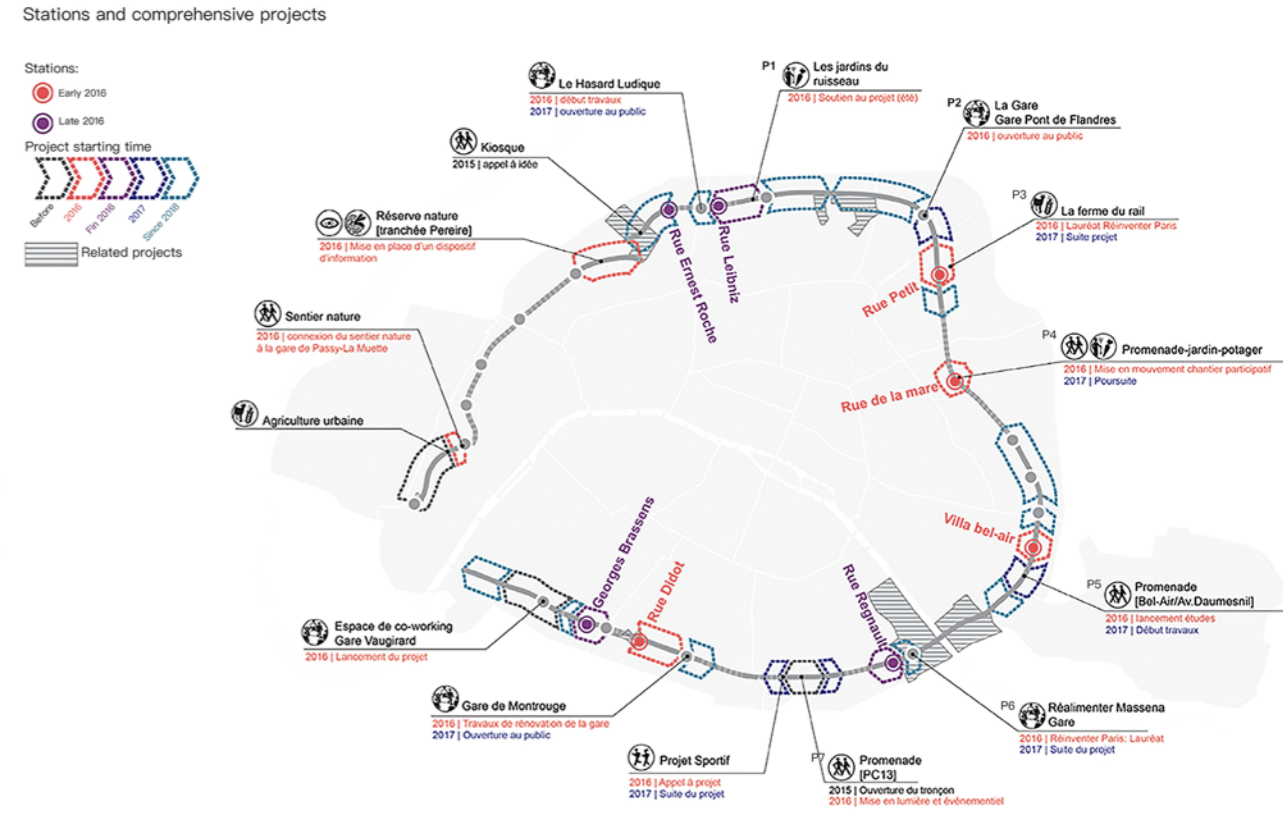 Stations and comprehensive projects
Stations:
Early 2016
Late 2016
Project starting time
Before
2016
Fin 2016
2017
Since 2018
Related projects
Le Hasard Ludique
2016 | début travaux
2017 | ouverture au public
P1
Les jardins du
ruisseau
2016 | Soutien au projet (été)
P2
La Gare
Gare Pont de Flandres
2016 | ouverture au public
Kiosque
2015 | appel à idée
P3
La ferme du rail
2016 | Lauréat Réinventer Paris
2017 | Suite projet
Réserve nature
[tranchée Pereire]
2016 | Mise en place d'un dispositif
d'information
Rue Ernest Roche
Rue Leibniz
Rue Petit
Sentier nature
2016 | connexion du sentier nature
à la gare de Passy-La Muette
P4
Promenade-jardin-potager
2016 | Mise en mouvement chantier participatif
2017 | Poursuite
Rue de la mare
Agriculture urbaine
Villa bel-air
Georges Brassens
Rue Didot
Rue Regnault
P5
Promenade
[Bel-Air/Av.Daumesnil]
2016 | lancement études
2017 | Début travaux
Espace de co-working
Gare Vaugirard
2016 | Lancement du projet
Gare de Montrouge
2016 | Travaux de rénovation de la gare
2017 | Ouverture au public
P6
Réalimenter Massena
Gare
2016 | Réinventer Paris: Lauréat
2017 | Suite du projet
Projet Sportif
2016 | Appel à projet
2017 | Suite du projet
P7
Promenade
[PC13]
2015 | Ouverture du tronçon
2016 | Mise en lumière et événementiel